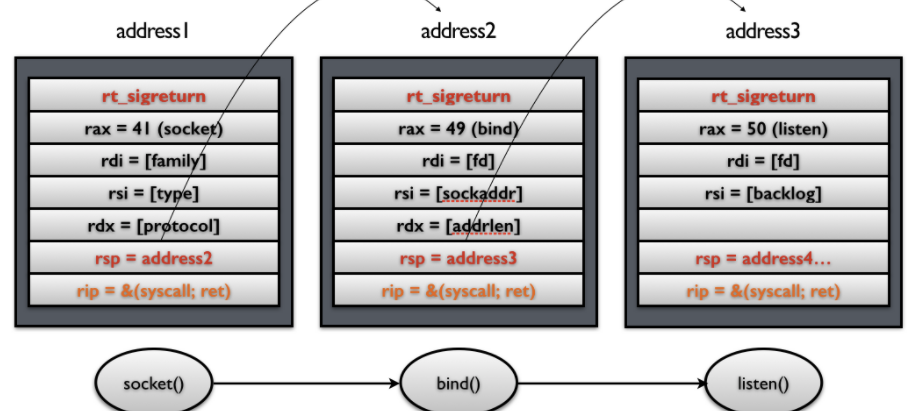 address1
rt_sigreturn
rax = 41 (socket)
rdi = [family]
rsi = [type]
rdx = [protocol]
rsp = address2
rip = &(syscall; ret)
address2
rt_sigreturn
rax = 49 (bind)
rdi = [fd]
rsi = [sockaddr]
rdx = [addrlen]
rsp = address3
rip = &(syscall; ret)
address3
rt_sigreturn
rax = 50 (listen)
rdi = [fd]
rsi = [backlog]
rsp = address4…
rip = &(syscall; ret)
socket()
bind()
listen()